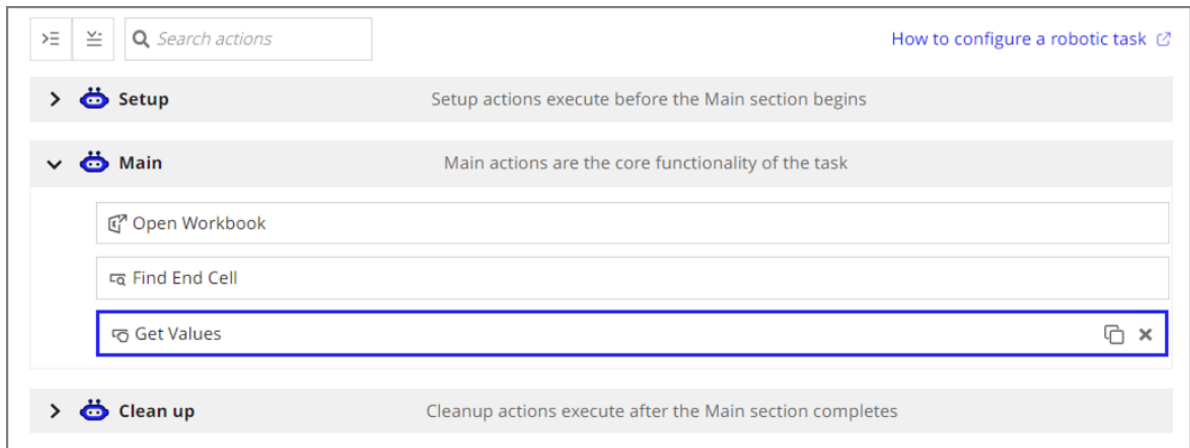 Search actions
How to configure a robotic task
Setup
Setup actions execute before the Main section begins
Main
Main actions are the core functionality of the task
Open Workbook
Find End Cell
Get Values
Clean up
Cleanup actions execute after the Main section completes